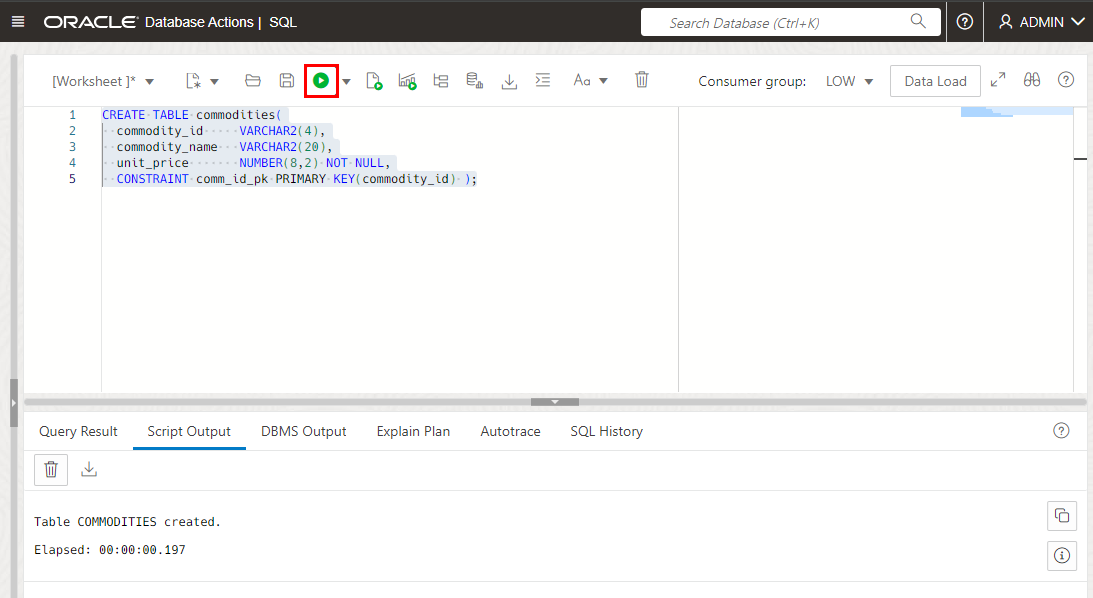 ORACLE Database Actions | SQL
Search Database (Ctrl+K)
ADMIN
[Worksheet ]*
Aa
Consumer group: LOW
Data Load
1 CREATE TABLE commodities(
2 commodity_id VARCHAR2(4),
3 commodity_name VARCHAR2(20),
4 unit_price NUMBER(8,2) NOT NULL,
5 CONSTRAINT comm_id_pk PRIMARY KEY(commodity_id) );
Query Result Script Output DBMS Output Explain Plan Autotrace SQL History
Table COMMODITIES created.
Elapsed: 00:00:00.197